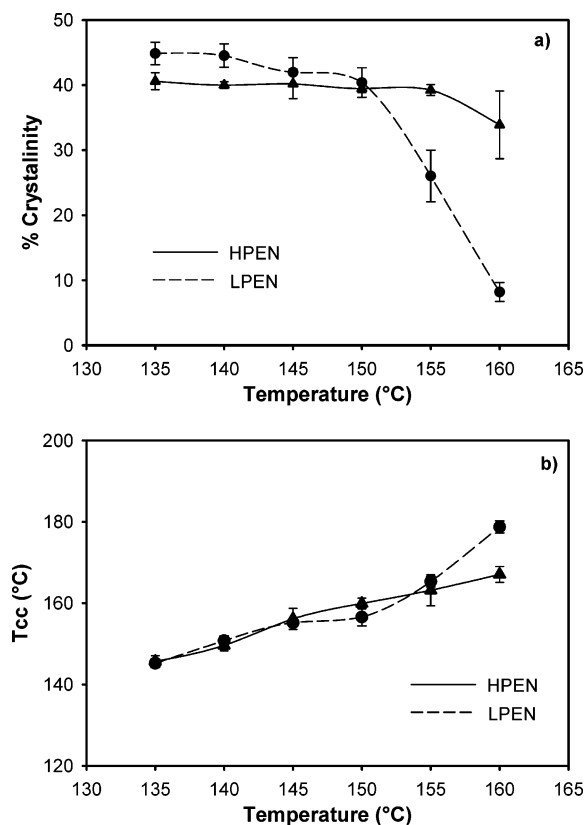 50
a)
40
% Crystalinity
30
20
HPEN
LPEN
10
0
130 135 140 145 150 155 160 165
Temperature (°C)
200
b)
180
Tcc (°C)
160
HPEN
140
LPEN
120
130 135 140 145 150 155 160 165
Temperature (°C)